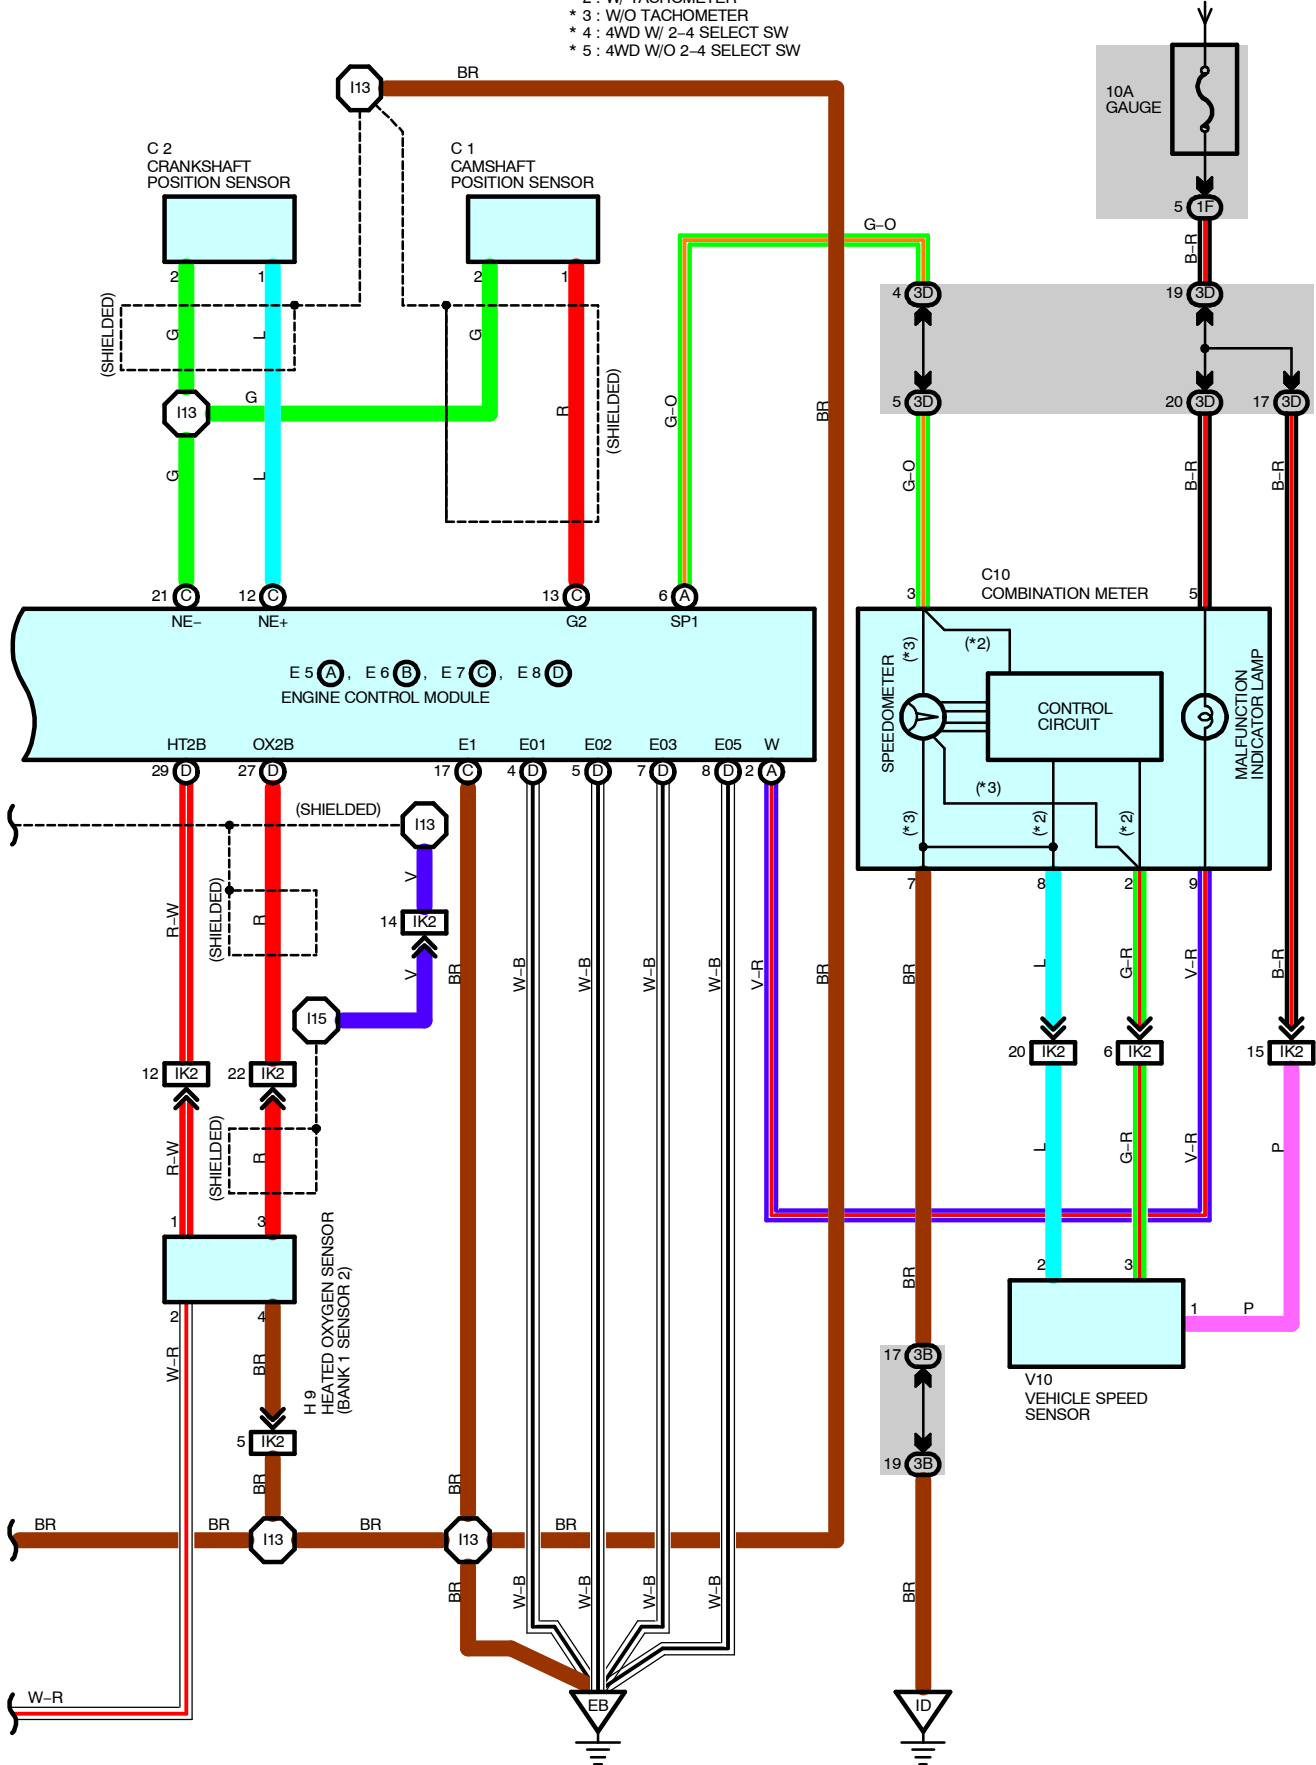 * 3 : W/O TACHOMETER
* 4 : 4WD W/ 2-4 SELECT SW
* 5 : 4WD W/O 2-4 SELECT SW
I13
BR
10A
GAUGE
5 1F
B-R
C 2
CRANKSHAFT
POSITION SENSOR
C 1
CAMSHAFT
POSITION SENSOR
G-O
2
1
2
1
4 3D
19 3D
(SHIELDED)
G
L
G
I13
G
R
(SHIELDED)
G-O
BR
5 3D
20 3D
17 3D
G
L
G-O
B-R
B-R
21 C
12 C
13 C
6 A
C10
COMBINATION METER
3
5
NE-
NE+
G2
SP1
E 5 A , E 6 B , E 7 C , E 8 D
ENGINE CONTROL MODULE
(*3)
(*2)
SPEEDOMETER
CONTROL
CIRCUIT
MALFUNCTION
INDICATOR LAMP
HT2B
OX2B
E1
E01
E02
E03
E05
W
29 D
27 D
17 C
4 D
5 D
7 D
8 D
2 A
(*3)
(*3)
(*2)
(*2)
(SHIELDED)
I13
7
8
2
9
V
14 IK2
V
R-W
(SHIELDED)
R
BR
W-B
W-B
W-B
W-B
V-R
BR
BR
L
G-R
V-R
B-R
I15
12 IK2
22 IK2
20 IK2
6 IK2
15 IK2
R-W
(SHIELDED)
R
L
G-R
V-R
P
1
3
H 9
HEATED OXYGEN SENSOR
(BANK 1 SENSOR 2)
2
4
BR
2
3
1
P
W-R
BR
17 3B
V10
VEHICLE SPEED
SENSOR
5 IK2
19 3B
BR
BR
BR
BR
I13
BR
I13
BR
BR
W-B
W-B
W-B
W-B
BR
W-R
EB
ID